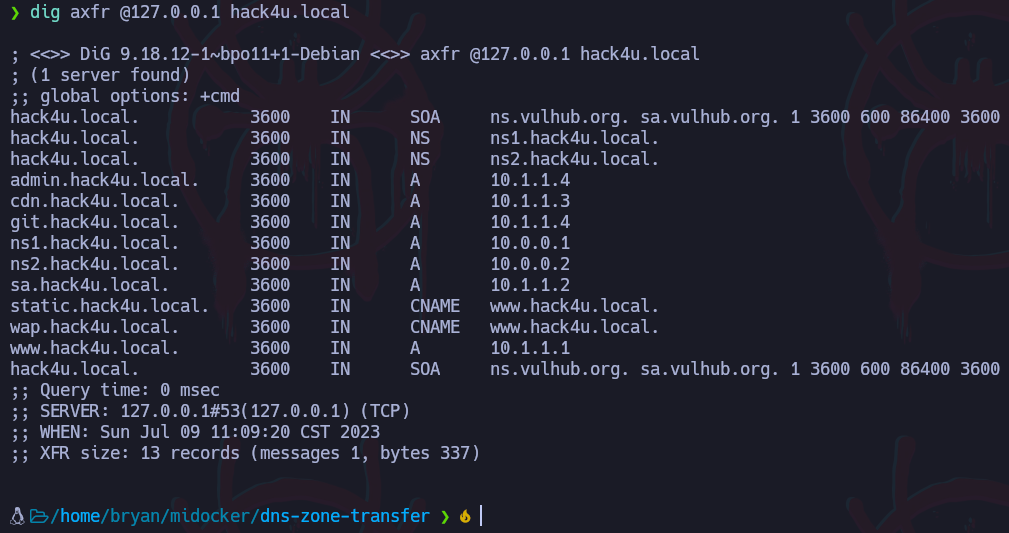 ❯ dig axfr @127.0.0.1 hack4u.local
; <<>> DiG 9.18.12-1~bpo11+1-Debian <<>> axfr @127.0.0.1 hack4u.local
; (1 server found)
;; global options: +cmd
hack4u.local. 3600 IN SOA ns.vulhub.org. sa.vulhub.org. 1 3600 600 86400 3600
hack4u.local. 3600 IN NS ns1.hack4u.local.
hack4u.local. 3600 IN NS ns2.hack4u.local.
admin.hack4u.local. 3600 IN A 10.1.1.4
cdn.hack4u.local. 3600 IN A 10.1.1.3
git.hack4u.local. 3600 IN A 10.1.1.4
ns1.hack4u.local. 3600 IN A 10.0.0.1
ns2.hack4u.local. 3600 IN A 10.0.0.2
sa.hack4u.local. 3600 IN A 10.1.1.2
static.hack4u.local. 3600 IN CNAME www.hack4u.local.
wap.hack4u.local. 3600 IN CNAME www.hack4u.local.
www.hack4u.local. 3600 IN A 10.1.1.1
hack4u.local. 3600 IN SOA ns.vulhub.org. sa.vulhub.org. 1 3600 600 86400 3600
;; Query time: 0 msec
;; SERVER: 127.0.0.1#53(127.0.0.1) (TCP)
;; WHEN: Sun Jul 09 11:09:20 CST 2023
;; XFR size: 13 records (messages 1, bytes 337)
/home/bryan/midocker/dns-zone-transfer ❯